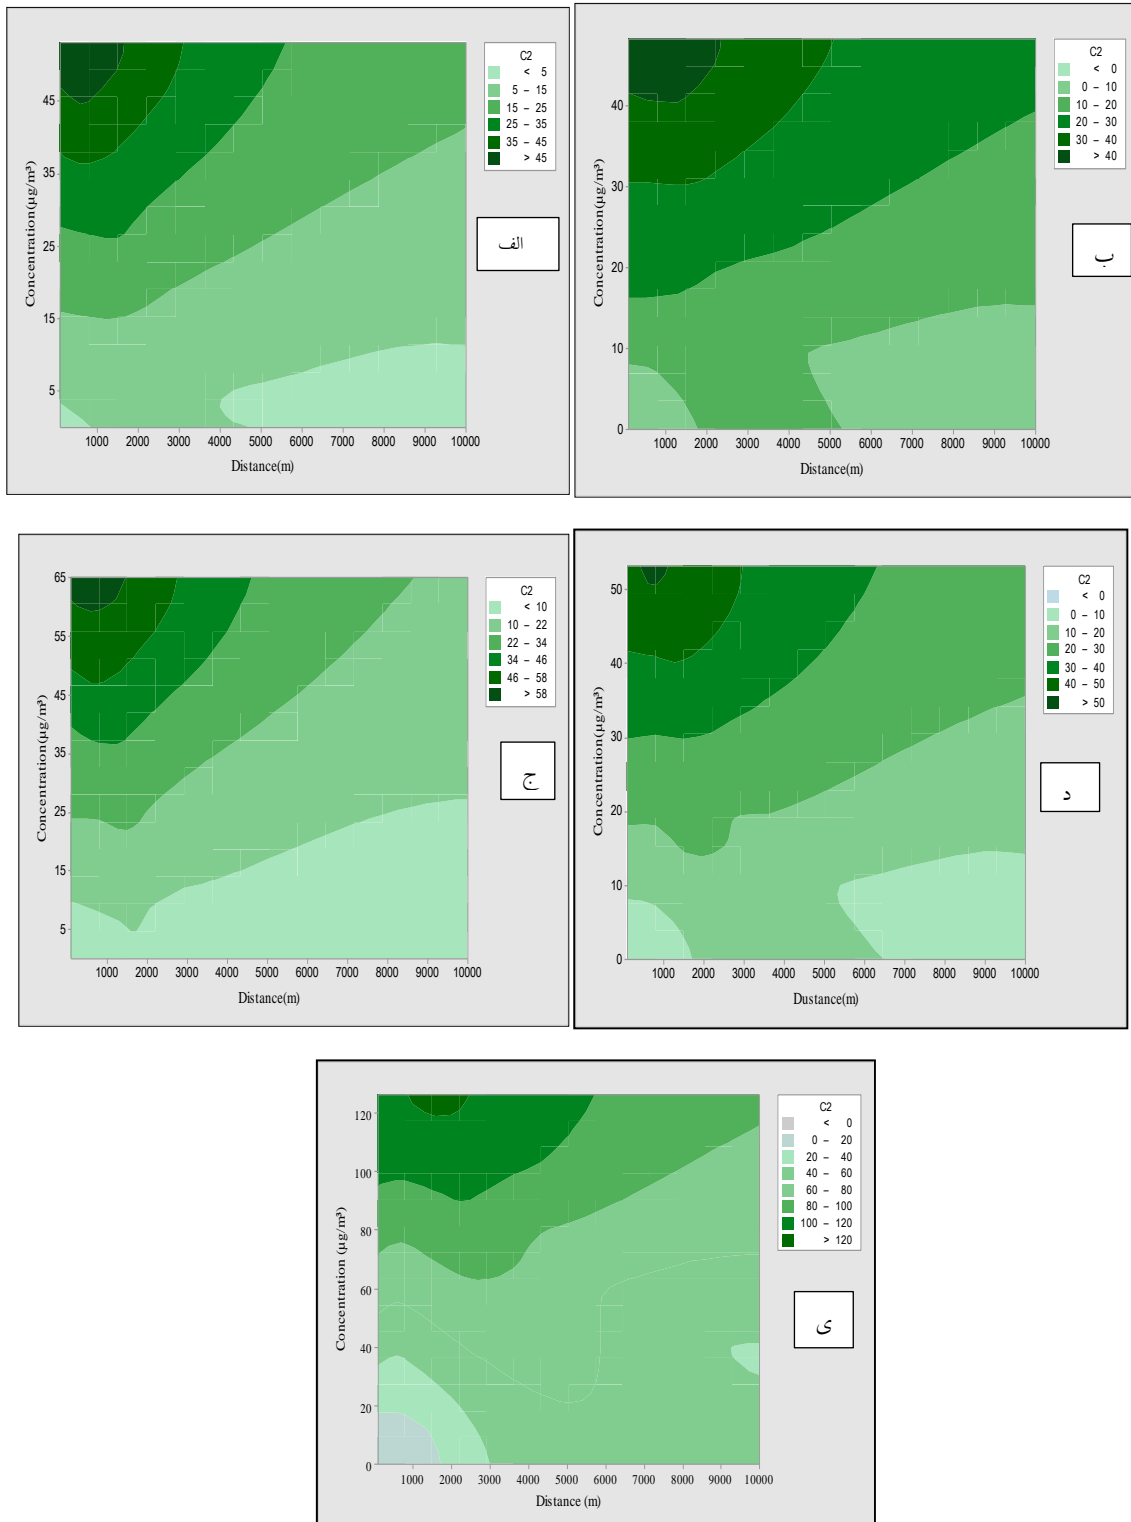 C2
< 5
5 – 15
15 – 25
25 – 35
35 – 45
> 45
الف
45
35
25
15
5
Concentration(µg/m³)
1000 2000 3000 4000 5000 6000 7000 8000 9000 10000
Distance(m)
C2
< 0
0 – 10
10 – 20
20 – 30
30 – 40
> 40
ب
40
30
20
10
0
Concentration(µg/m³)
1000 2000 3000 4000 5000 6000 7000 8000 9000 10000
Distance(m)
C2
< 10
10 – 22
22 – 34
34 – 46
46 – 58
> 58
ج
65
55
45
35
25
15
5
Concentration(µg/m³)
1000 2000 3000 4000 5000 6000 7000 8000 9000 10000
Distance(m)
C2
< 0
0 – 10
10 – 20
20 – 30
30 – 40
40 – 50
> 50
د
50
40
30
20
10
0
Concentration(µg/m³)
1000 2000 3000 4000 5000 6000 7000 8000 9000 10000
Dustance(m)
C2
< 0
0 – 20
20 – 40
40 – 60
60 – 80
80 – 100
100 – 120
> 120
ی
120
100
80
60
40
20
0
Concentration (µg/m³)
1000 2000 3000 4000 5000 6000 7000 8000 9000 10000
Distance (m)